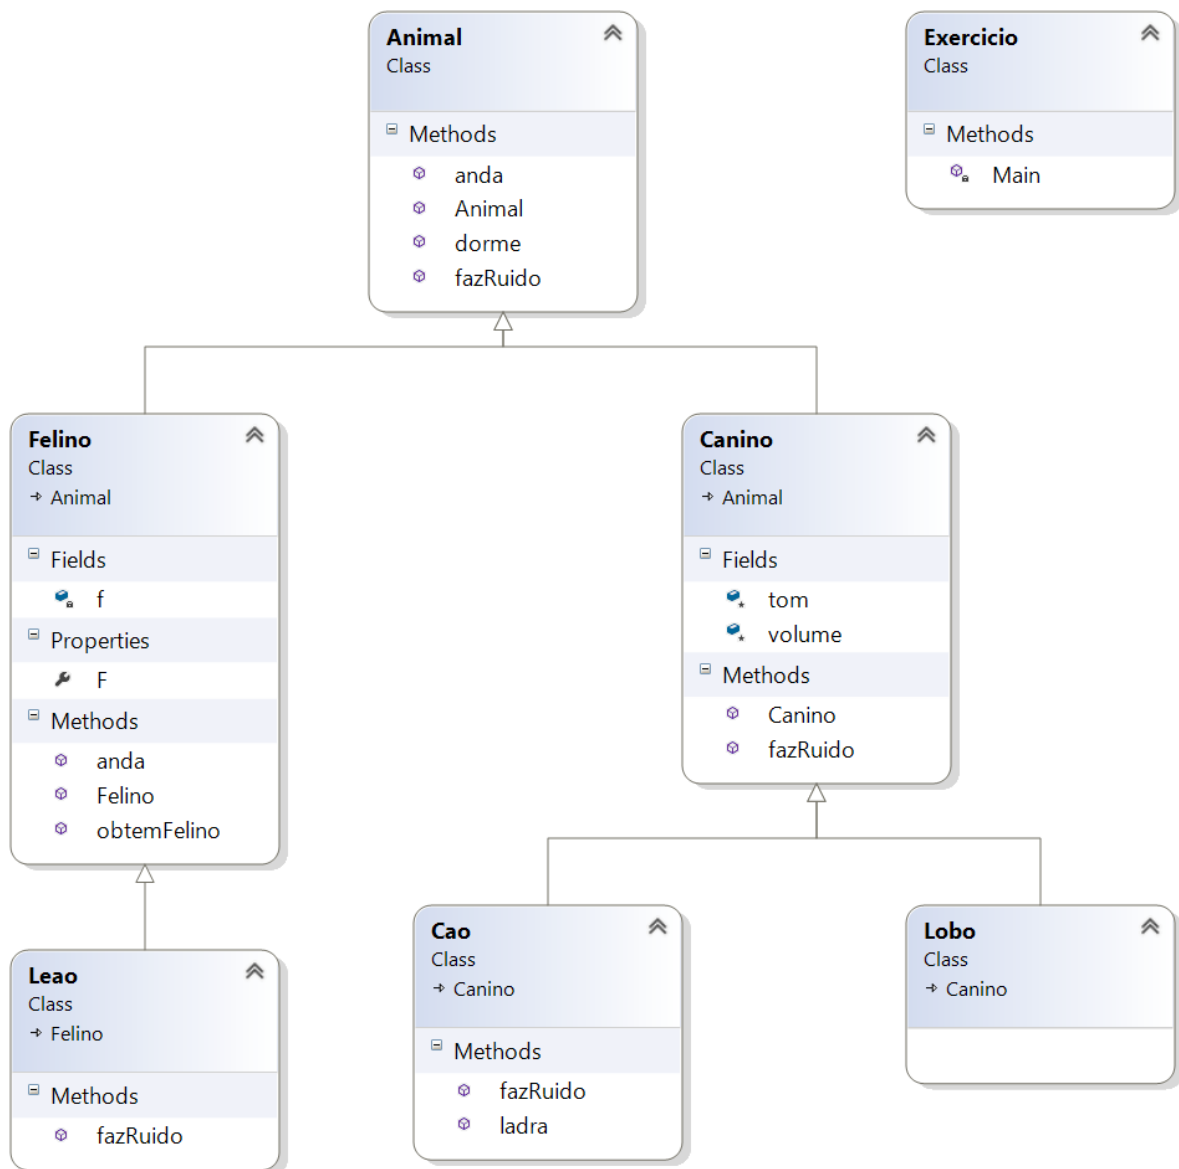 Animal
Class
Methods
anda
Animal
dorme
fazRuido
Exercicio
Class
Methods
Main
Felino
Class
Animal
Fields
f
Properties
F
Methods
anda
Felino
obtemFelino
Canino
Class
Animal
Fields
tom
volume
Methods
Canino
fazRuido
Leao
Class
Felino
Methods
fazRuido
Cao
Class
Canino
Methods
fazRuido
ladra
Lobo
Class
Canino